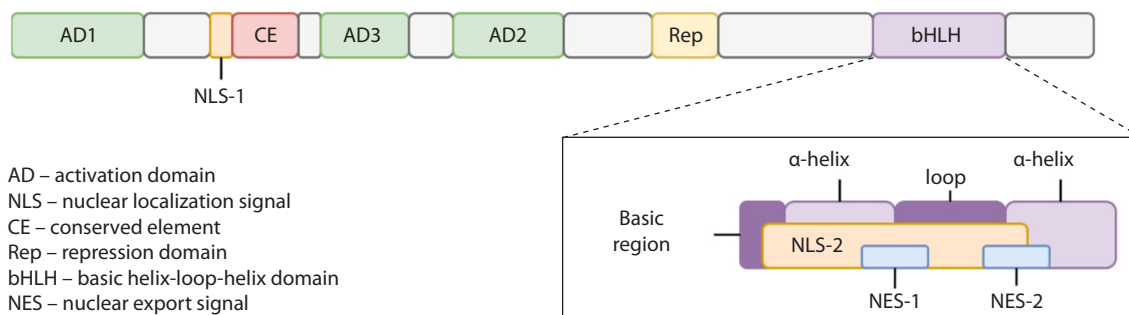 AD1 CE AD3 AD2 Rep bHLH
NLS-1
AD – activation domain
NLS – nuclear localization signal
CE – conserved element
Rep – repression domain
bHLH – basic helix-loop-helix domain
NES – nuclear export signal
α-helix loop α-helix
Basic
region
NLS-2
NES-1 NES-2